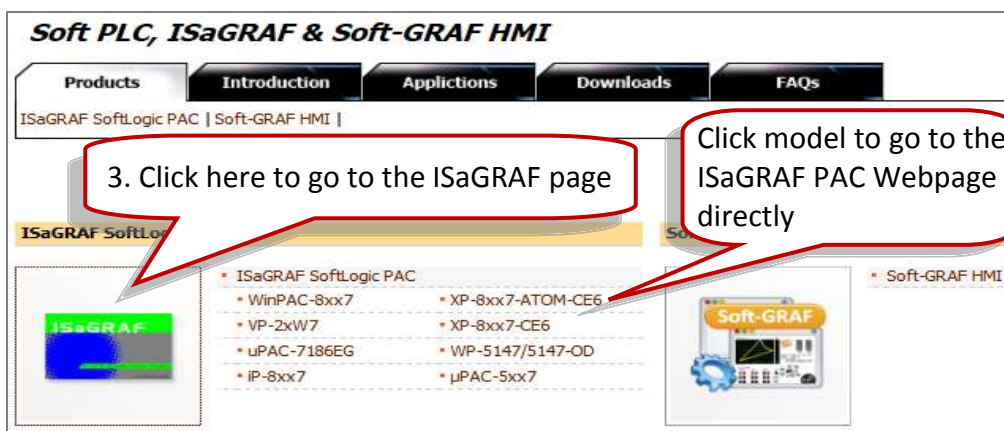 Soft PLC, ISaGRAF & Soft-GRAF HMI
Products Introduction Applictions Downloads FAQs
ISaGRAF SoftLogic PAC | Soft-GRAF HMI |
3. Click here to go to the ISaGRAF page
Click model to go to the
ISaGRAF PAC Webpage
directly
ISaGRAF
ISaGRAF
• ISaGRAF SoftLogic PAC
• WinPAC-8xx7 • XP-8xx7-ATOM-CE6
• VP-2xW7 • XP-8xx7-CE6
• uPAC-7186EG • WP-5147/5147-OD
• iP-8xx7 • µPAC-5xx7
Soft-GRAF
• Soft-GRAF HMI